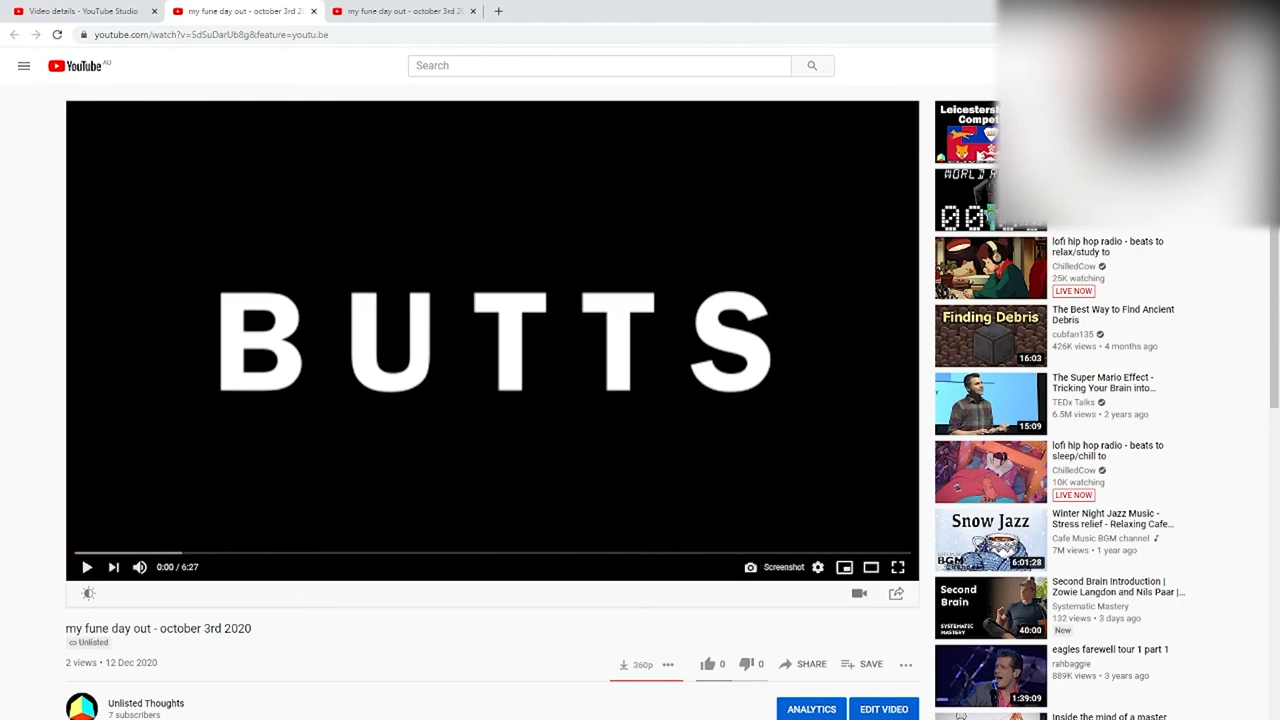 Video details - YouTube Studio
my fune day out - october 3rd 20
my fune day out - october 3rd 20
youtube.com/watch?v=5dSuDarUb8g&feature=youtu.be
YouTube AU
Search
BUTTS
0:00 / 6:27
Screenshot
my fune day out - october 3rd 2020
Unlisted
2 views • 12 Dec 2020
360p
0
0
SHARE
SAVE
Unlisted Thoughts
7 subscribers
ANALYTICS
EDIT VIDEO
Leicestersh
Compet
WORLD
lofi hip hop radio - beats to
relax/study to
ChilledCow
25K watching
LIVE NOW
Finding Debris
16:03
The Best Way to Find Ancient
Debris
cubfan135
426K views • 4 months ago
15:09
The Super Mario Effect -
Tricking Your Brain into...
TEDx Talks
6.5M views • 2 years ago
lofi hip hop radio - beats to
sleep/chill to
ChilledCow
10K watching
LIVE NOW
Snow Jazz
BGM
6:01:28
Winter Night Jazz Music -
Stress relief - Relaxing Cafe...
Cafe Music BGM channel
7M views • 1 year ago
Second
Brain
SYSTEMATIC
MASTERY
40:00
Second Brain Introduction |
Zowie Langdon and Nils Paar |...
Systematic Mastery
132 views • 3 days ago
New
1:39:09
eagles farewell tour 1 part 1
rahbaggie
889K views • 3 years ago
Inside the mind of a master